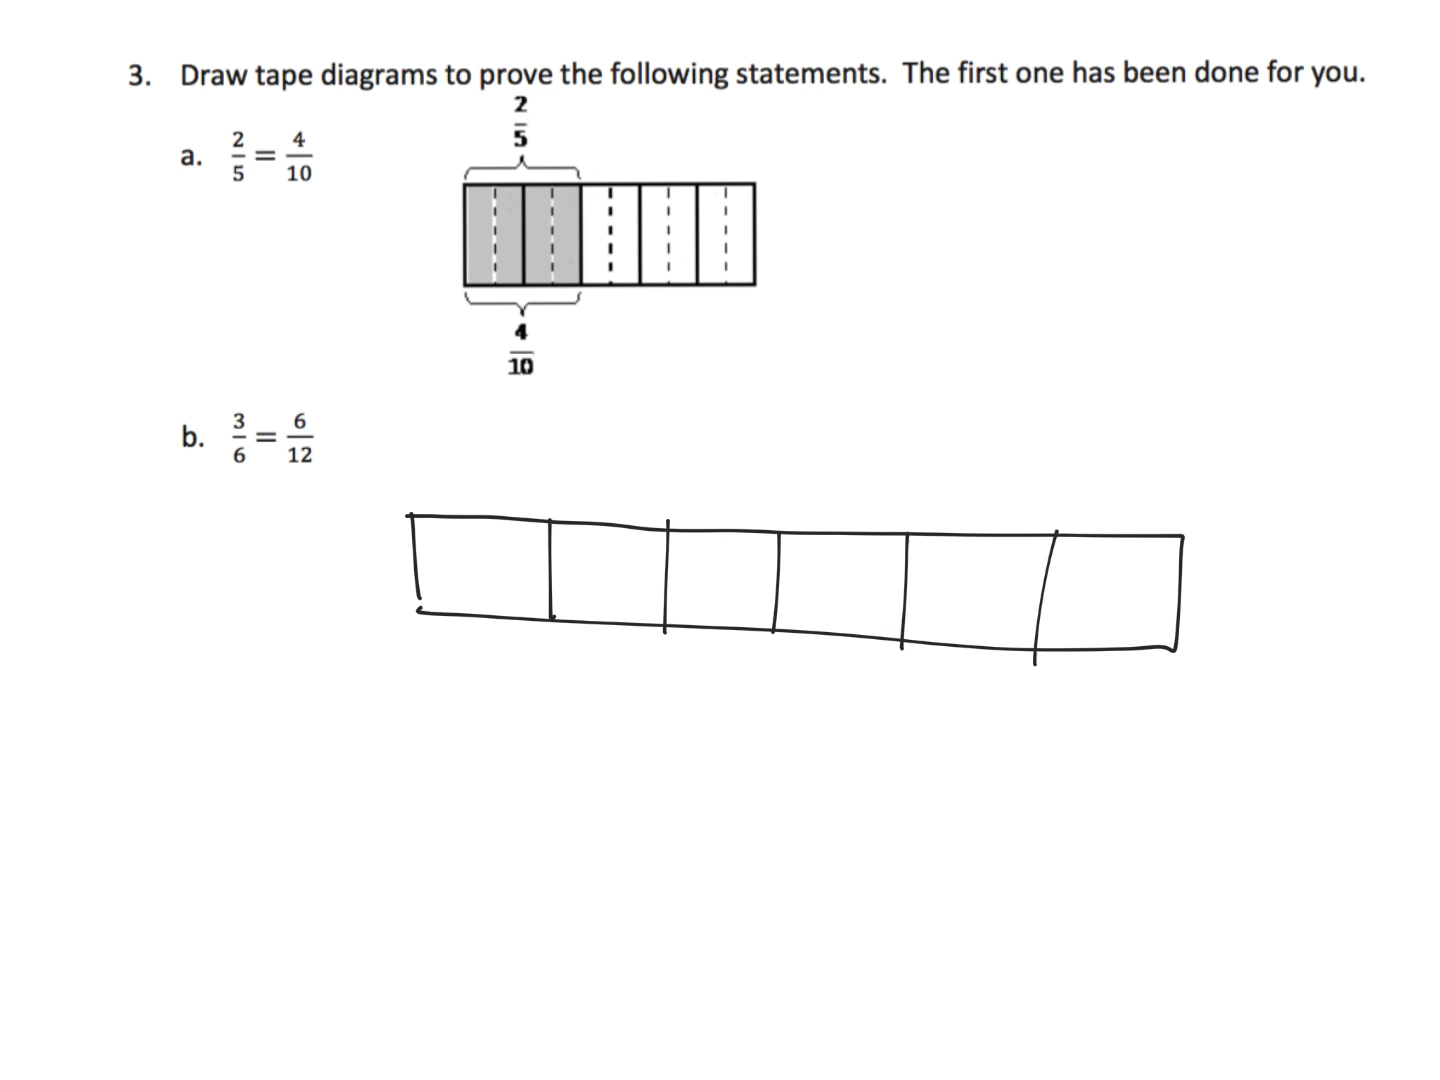 3. Draw tape diagrams to prove the following statements. The first one has been done for you.
2/5
a. 2/5 = 4/10
4/10
b. 3/6 = 6/12